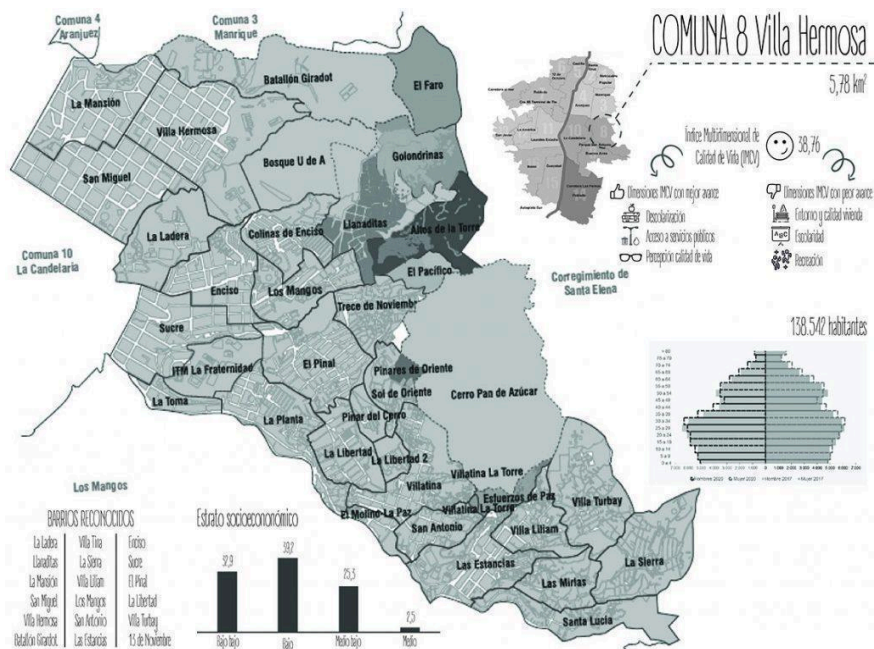 COMUNA 8 Villa Hermosa
5,78 km²
Índice Multidimensional de
Calidad de Vida (IMCV)
38,76
Dimensiones IMCV con mejor avance
Descolarización
Acceso a servicios públicos
Percepción calidad de vida
Dimensiones IMCV con peor avance
Entorno y calidad vivienda
Escolaridad
Recreación
138.542 habitantes
Comuna 4
Aranjuez
Comuna 3
Manrique
Batallón Giradot
El Faro
La Mansión
Villa Hermosa
San Miguel
Bosque U de A
Golondrinas
Llanaditas
Altos de la Torre
La Ladera
Colinas de Enciso
Comuna 10
La Candelaria
El Pacífico
Corregimiento de
Santa Elena
Enciso
Los Mangos
Trece de Noviembre
Sucre
El Pinal
ITM La Fraternidad
Pinares de Oriente
Sol de Oriente
Cerro Pan de Azúcar
La Toma
La Planta
Pinar del Cerro
La Libertad
La Libertad 2
Villatina La Torre
Villatina
Esfuerzos de Paz
Villa Turbay
El Molino-La Paz
Villatina La Torre
San Antonio
Villa Liliam
La Sierra
Las Estancias
Las Mirlas
Santa Lucía
Los Mangos
BARRIOS RECONOCIDOS
La Ladera Villa Tina Enciso
Llanaditas La Sierra Sucre
La Mansión Villa Liliam El Pinal
San Miguel Los Mangos La Libertad
Villa Hermosa San Antonio Villa Turbay
Batallón Girardot Las Estancias 13 de Noviembre
Estrato socioeconómico
25,3
2,5
Bajo bajo
Bajo
Medio bajo
Medio